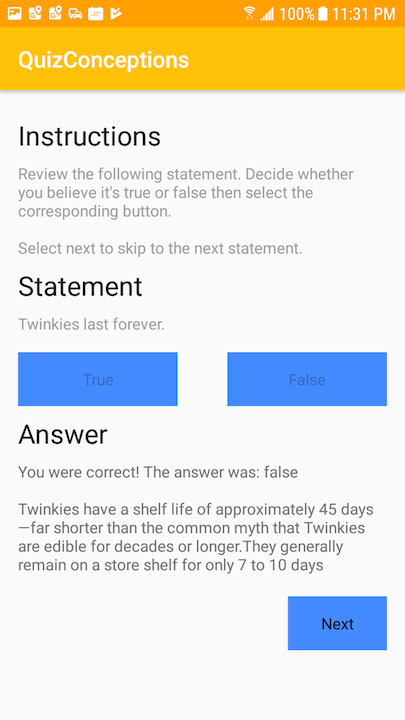 100% 11:31 PM
QuizConceptions
Instructions
Review the following statement. Decide whether
you believe it's true or false then select the
corresponding button.
Select next to skip to the next statement.
Statement
Twinkies last forever.
True False
Answer
You were correct! The answer was: false
Twinkies have a shelf life of approximately 45 days
—far shorter than the common myth that Twinkies
are edible for decades or longer.They generally
remain on a store shelf for only 7 to 10 days
Next